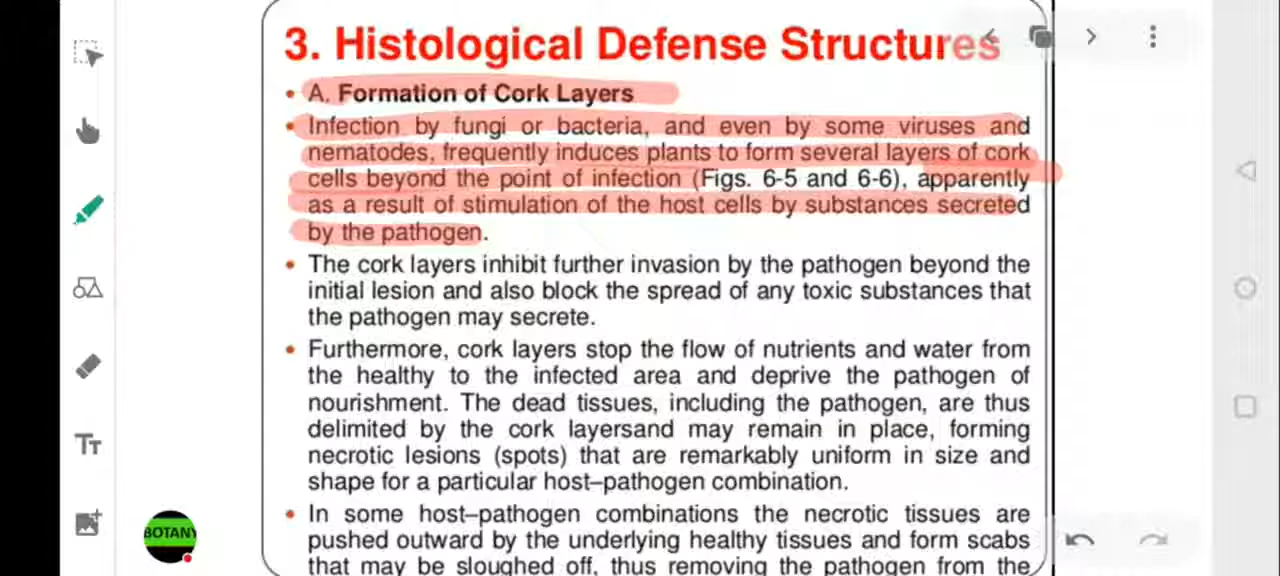 3. Histological Defense Structures
• A. Formation of Cork Layers
• Infection by fungi or bacteria, and even by some viruses and
nematodes, frequently induces plants to form several layers of cork
cells beyond the point of infection (Figs. 6-5 and 6-6), apparently
as a result of stimulation of the host cells by substances secreted
by the pathogen.
• The cork layers inhibit further invasion by the pathogen beyond the
initial lesion and also block the spread of any toxic substances that
the pathogen may secrete.
• Furthermore, cork layers stop the flow of nutrients and water from
the healthy to the infected area and deprive the pathogen of
nourishment. The dead tissues, including the pathogen, are thus
delimited by the cork layersand may remain in place, forming
necrotic lesions (spots) that are remarkably uniform in size and
shape for a particular host–pathogen combination.
• In some host–pathogen combinations the necrotic tissues are
pushed outward by the underlying healthy tissues and form scabs
that may be sloughed off, thus removing the pathogen from the
TT
BOTANY